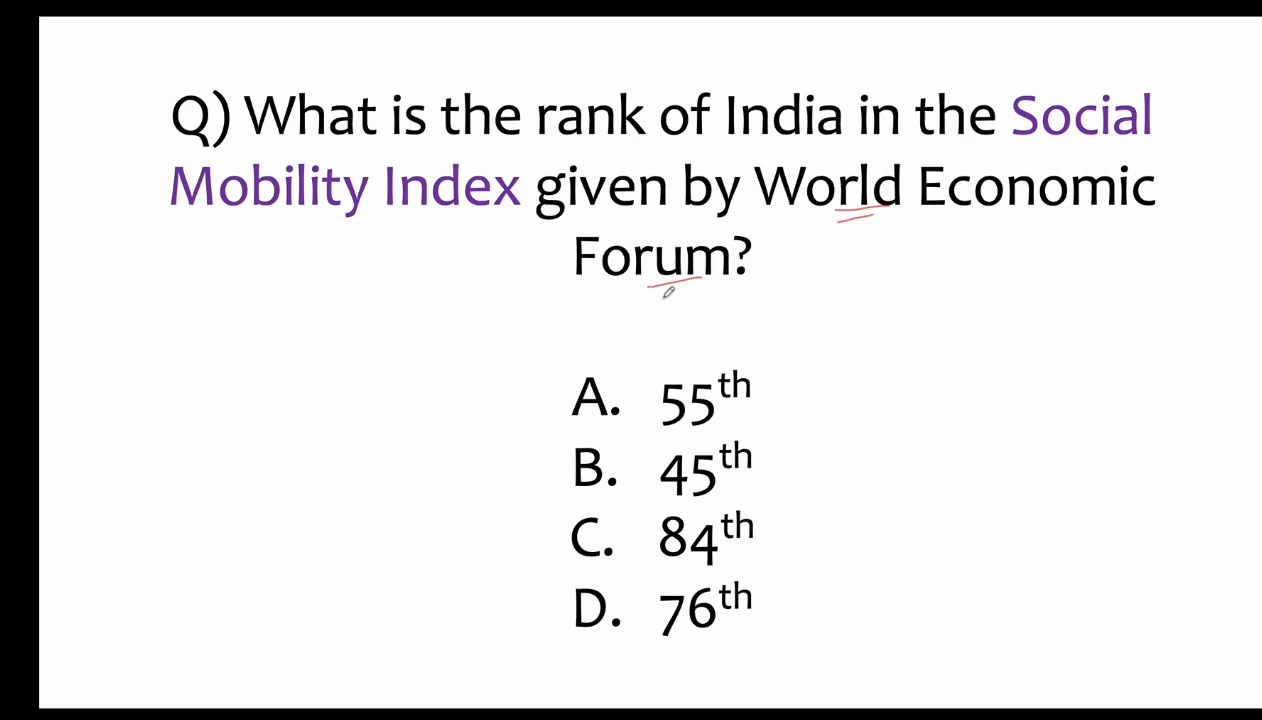 Q) What is the rank of India in the Social
Mobility Index given by World Economic
Forum?
A. 55th
B. 45th
C. 84th
D. 76th